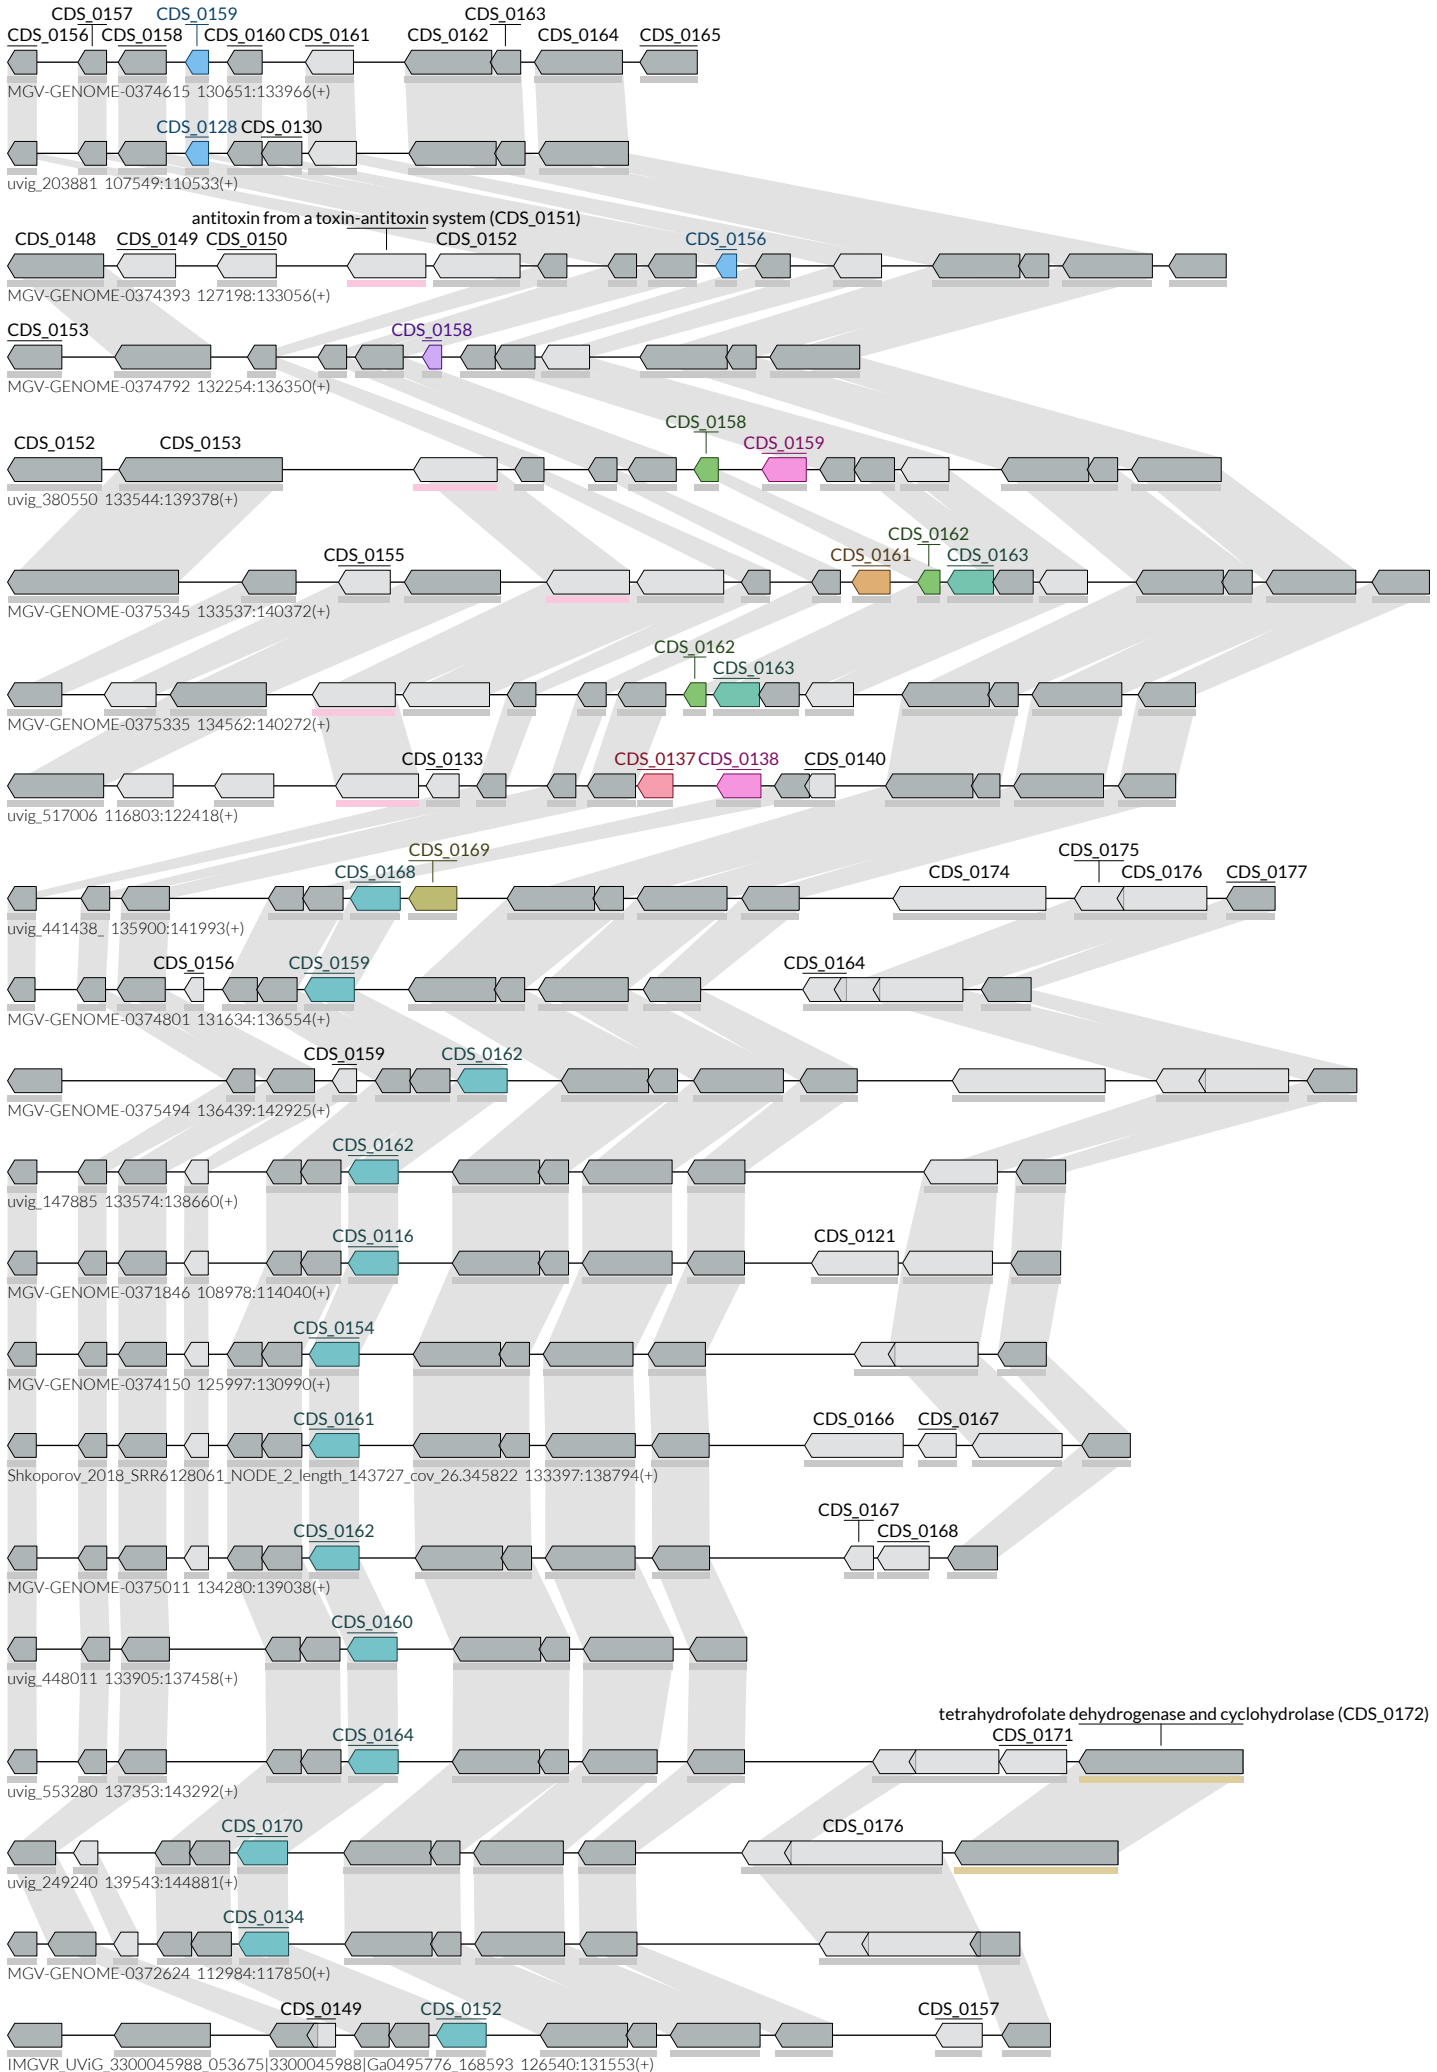 CDS_0157 CDS_0159 CDS_0163
CDS_0156 CDS_0158 CDS_0160 CDS_0161 CDS_0162 CDS_0164 CDS_0165
MGV-GENOME-0374615 130651:133966(+)
CDS_0128 CDS_0130
uvig_203881 107549:110533(+)
antitoxin from a toxin-antitoxin system (CDS_0151)
CDS_0148 CDS_0149 CDS_0150 CDS_0152 CDS_0156
MGV-GENOME-0374393 127198:133056(+)
CDS_0153 CDS_0158
MGV-GENOME-0374792 132254:136350(+)
CDS_0158
CDS_0152 CDS_0153 CDS_0159
uvig_380550 133544:139378(+)
CDS_0162
CDS_0155 CDS_0161 CDS_0163
MGV-GENOME-0375345 133537:140372(+)
CDS_0162
CDS_0163
MGV-GENOME-0375335 134562:140272(+)
CDS_0133 CDS_0137 CDS_0138 CDS_0140
uvig_517006 116803:122418(+)
CDS_0169 CDS_0175
CDS_0168 CDS_0174 CDS_0176 CDS_0177
uvig_441438_ 135900:141993(+)
CDS_0156 CDS_0159 CDS_0164
MGV-GENOME-0374801 131634:136554(+)
CDS_0159 CDS_0162
MGV-GENOME-0375494 136439:142925(+)
CDS_0162
uvig_147885 133574:138660(+)
CDS_0116 CDS_0121
MGV-GENOME-0371846 108978:114040(+)
CDS_0154
MGV-GENOME-0374150 125997:130990(+)
CDS_0161 CDS_0166 CDS_0167
Shkoporov_2018_SRR6128061_NODE_2_length_143727_cov_26.345822 133397:138794(+)
CDS_0167
CDS_0162 CDS_0168
MGV-GENOME-0375011 134280:139038(+)
CDS_0160
uvig_448011 133905:137458(+)
tetrahydrofolate dehydrogenase and cyclohydrolase (CDS_0172)
CDS_0164 CDS_0171
uvig_553280 137353:143292(+)
CDS_0170 CDS_0176
uvig_249240 139543:144881(+)
CDS_0134
MGV-GENOME-0372624 112984:117850(+)
CDS_0149 CDS_0152 CDS_0157
IMGVR_UViG_3300045988_053675|3300045988|Ga0495776_168593 126540:131553(+)